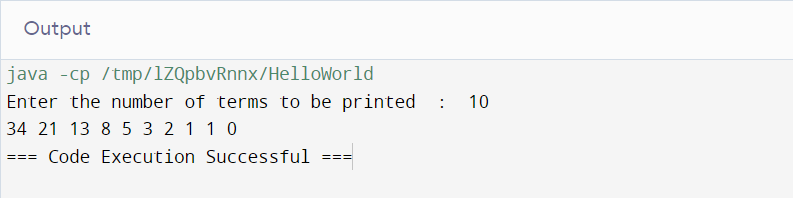 Output
java -cp /tmp/lZQpbvRnnx/HelloWorld
Enter the number of terms to be printed  :  10
34 21 13 8 5 3 2 1 1 0
=== Code Execution Successful ===